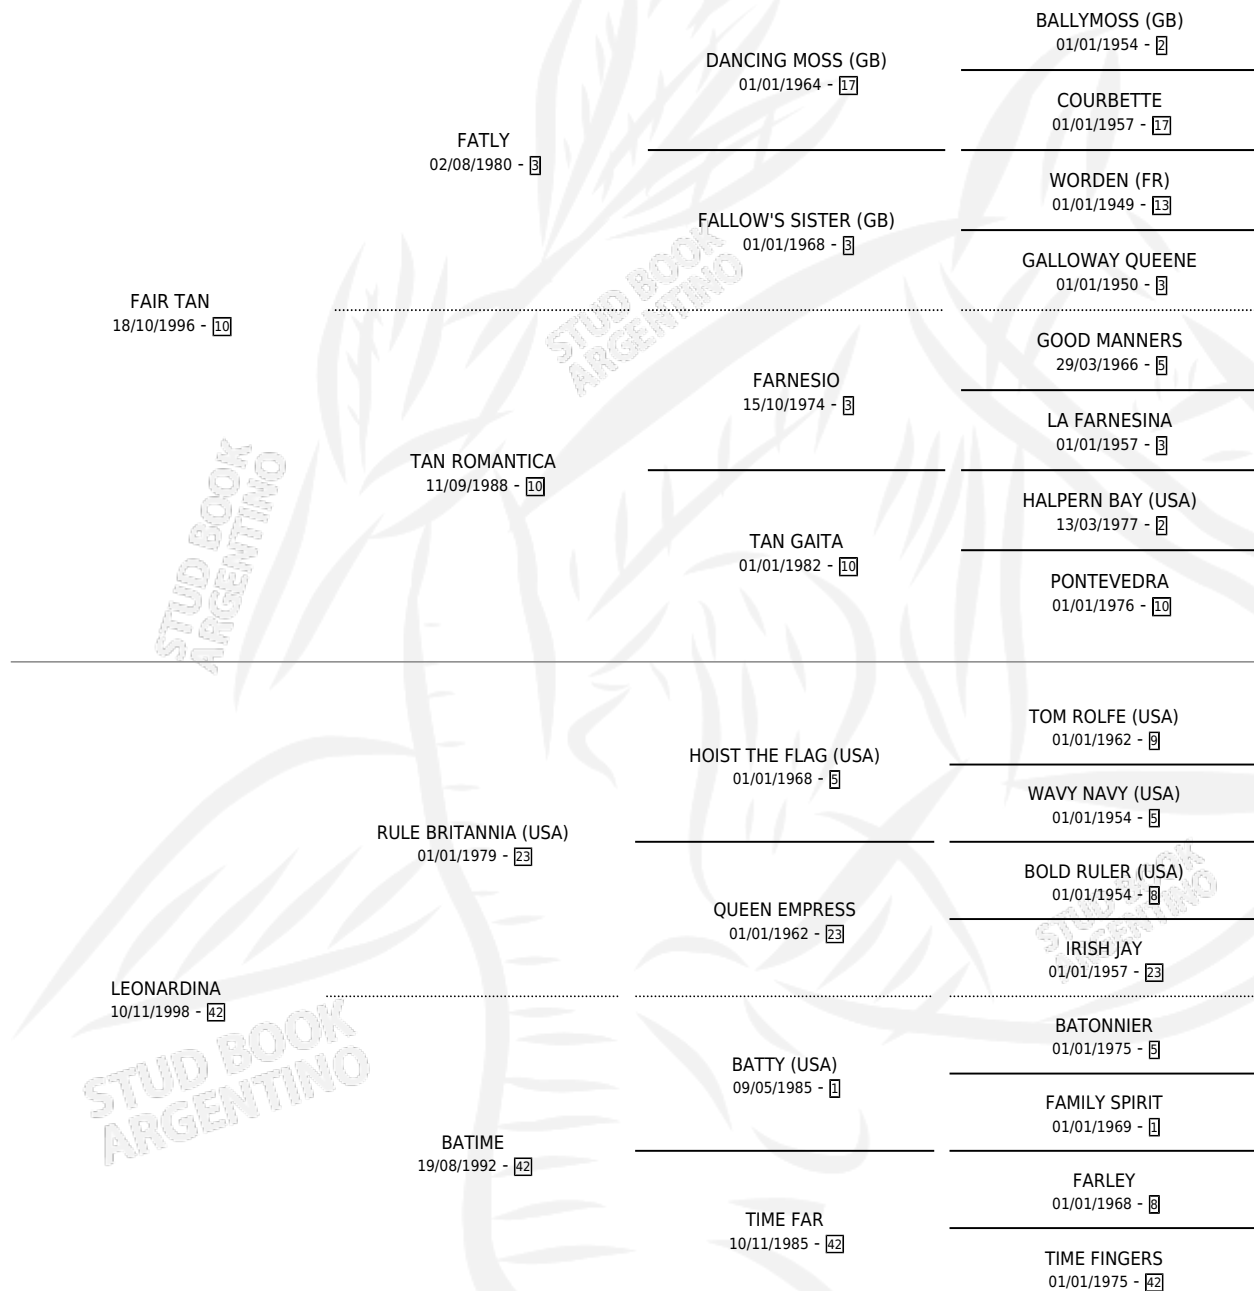 BALLYMOSS (GB)
01/01/1954 - 2
DANCING MOSS (GB)
01/01/1964 - 17
COURBETTE
01/01/1957 - 17
FATLY
02/08/1980 - 3
WORDEN (FR)
01/01/1949 - 13
FALLOW'S SISTER (GB)
01/01/1968 - 3
GALLOWAY QUEENE
01/01/1950 - 3
FAIR TAN
18/10/1996 - 10
STUD BOOK
ARGENTINO
GOOD MANNERS
29/03/1966 - 5
FARNESIO
15/10/1974 - 3
LA FARNESINA
01/01/1957 - 3
TAN ROMANTICA
11/09/1988 - 10
HALPERN BAY (USA)
13/03/1977 - 2
TAN GAITA
01/01/1982 - 10
PONTEVEDRA
01/01/1976 - 10
STUD BOOK
ARGENTINO
TOM ROLFE (USA)
01/01/1962 - 9
HOIST THE FLAG (USA)
01/01/1968 - 5
WAVY NAVY (USA)
01/01/1954 - 5
RULE BRITANNIA (USA)
01/01/1979 - 23
BOLD RULER (USA)
01/01/1954 - 8
QUEEN EMPRESS
01/01/1962 - 23
IRISH JAY
01/01/1957 - 23
STUD BOOK
ARGENTINO
LEONARDINA
10/11/1998 - 42
STUD BOOK
ARGENTINO
BATONNIER
01/01/1975 - 5
BATTY (USA)
09/05/1985 - 1
FAMILY SPIRIT
01/01/1969 - 1
BATIME
19/08/1992 - 42
FARLEY
01/01/1968 - 8
TIME FAR
10/11/1985 - 42
TIME FINGERS
01/01/1975 - 42